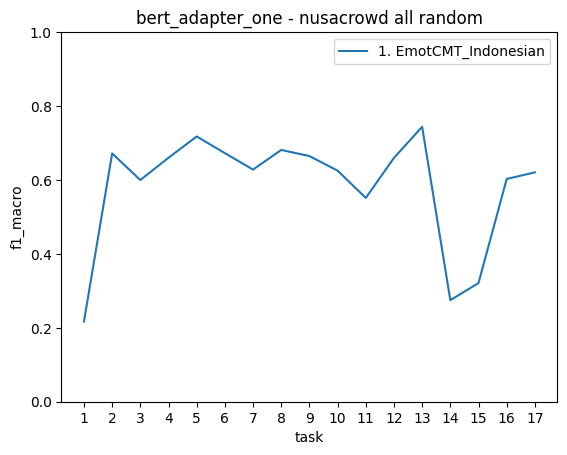 bert_adapter_one - nusacrowd all random
1. EmotCMT_Indonesian
1.0
0.8
0.6
0.4
0.2
0.0
f1_macro
1 2 3 4 5 6 7 8 9 10 11 12 13 14 15 16 17
task